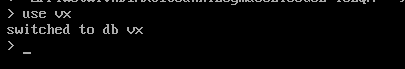 > use vx
switched to db vx
> _